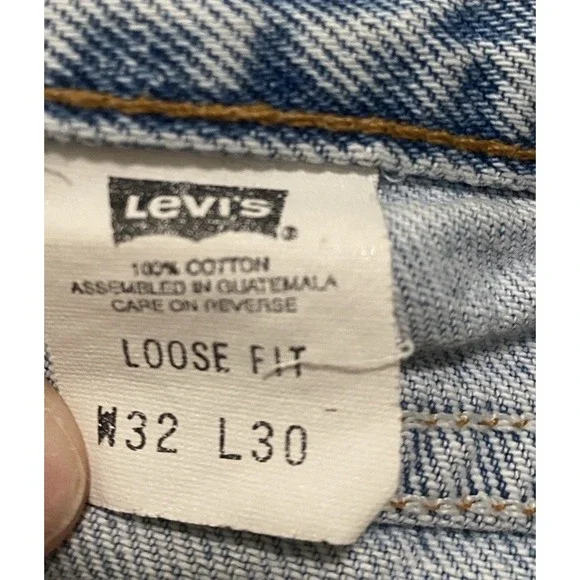 Levi's ®
100% COTTON
ASSEMBLED IN GUATEMALA
CARE ON REVERSE
LOOSE FIT
W32 L30